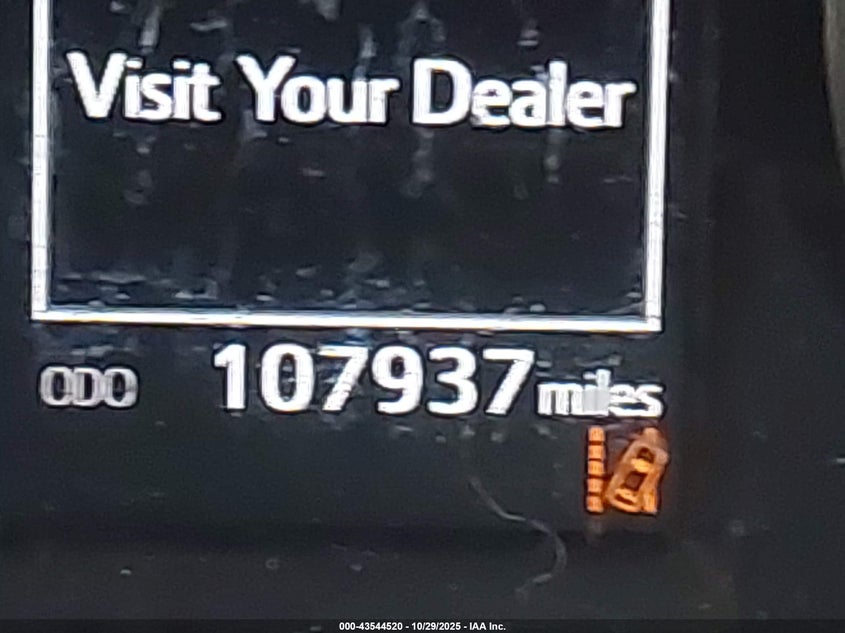 Visit Your Dealer
ODO 107937 miles
000-43544520 - 10/29/2025 - IAA Inc.